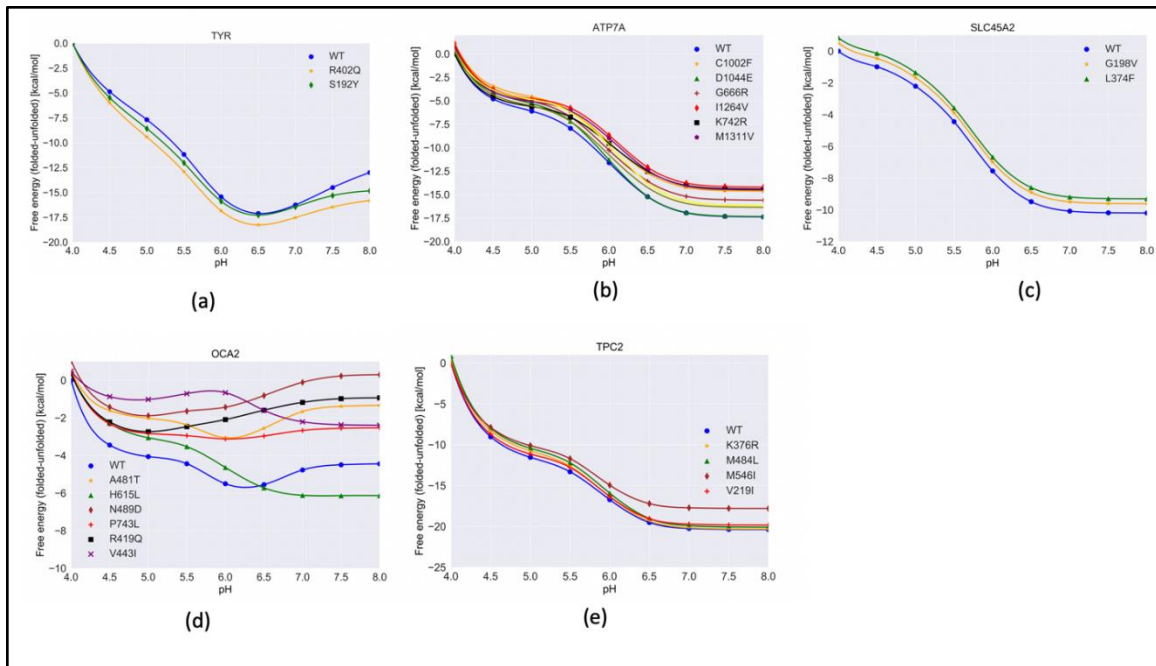 TYR
Free energy (folded-unfolded) [kcal/mol]
0.0
−2.5
−5.0
−7.5
−10.0
−12.5
−15.0
−17.5
−20.0
WT
R402Q
S192Y
4.0 4.5 5.0 5.5 6.0 6.5 7.0 7.5 8.0
pH
(a)
ATP7A
Free energy (folded-unfolded) [kcal/mol]
0.0
−2.5
−5.0
−7.5
−10.0
−12.5
−15.0
−17.5
−20.0
WT
C1002F
D1044E
G666R
I1264V
K742R
M1311V
4.0 4.5 5.0 5.5 6.0 6.5 7.0 7.5 8.0
pH
(b)
SLC45A2
Free energy (folded-unfolded) [kcal/mol]
0
−2
−4
−6
−8
−10
−12
WT
G198V
L374F
4.0 4.5 5.0 5.5 6.0 6.5 7.0 7.5 8.0
pH
(c)
OCA2
Free energy (folded-unfolded) [kcal/mol]
0
−2
−4
−6
−8
−10
WT
A481T
H615L
N489D
P743L
R419Q
V443I
4.0 4.5 5.0 5.5 6.0 6.5 7.0 7.5 8.0
pH
(d)
TPC2
Free energy (folded-unfolded) [kcal/mol]
0
−5
−10
−15
−20
−25
WT
K376R
M484L
M546I
V219I
4.0 4.5 5.0 5.5 6.0 6.5 7.0 7.5 8.0
pH
(e)